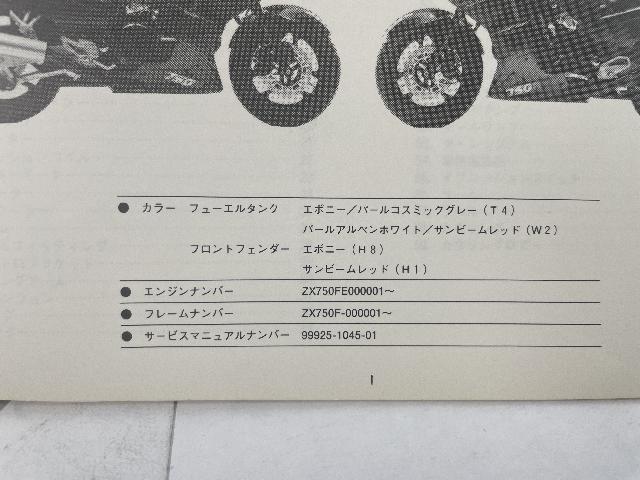 750
750
● カラー フューエルタンク エボニー/パールコスミックグレー(T4)
パールアルペンホワイト/サンビームレッド(W2)
フロントフェンダー エボニー(H8)
サンビームレッド(H1)
● エンジンナンバー ZX750FE000001~
● フレームナンバー ZX750F-000001~
● サービスマニュアルナンバー 99925-1045-01
1